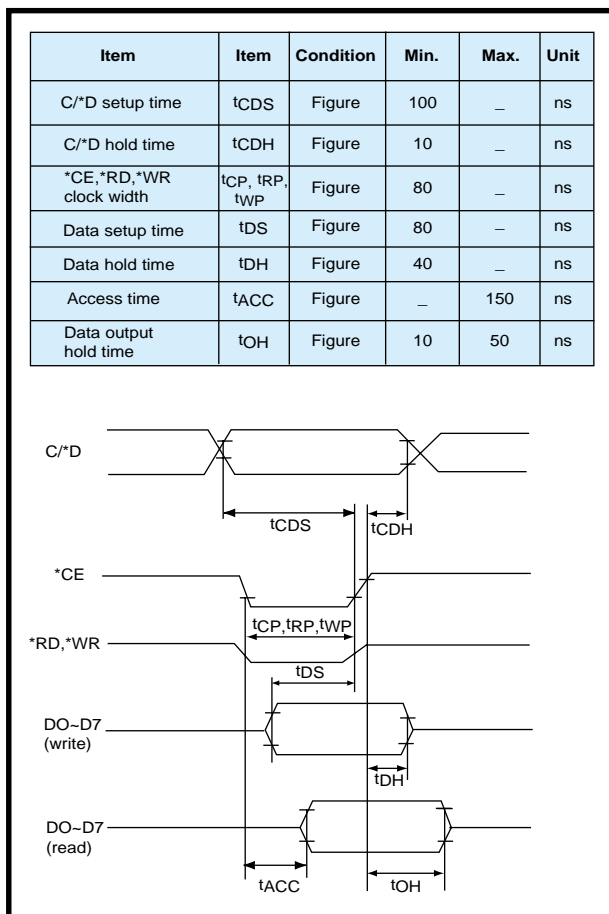 Item Item Condition Min. Max. Unit
C/*D setup time tCDS Figure 100 – ns
C/*D hold time tCDH Figure 10 – ns
*CE,*RD,*WR
clock width
tCP, tRP,
tWP
Figure 80 – ns
Data setup time tDS Figure 80 – ns
Data hold time tDH Figure 40 – ns
Access time tACC Figure – 150 ns
Data output
hold time
tOH Figure 10 50 ns
C/*D
tCDS
tCDH
*CE
tCP,tRP,tWP
*RD,*WR
tDS
DO~D7
(write)
tDH
DO~D7
(read)
tACC
tOH